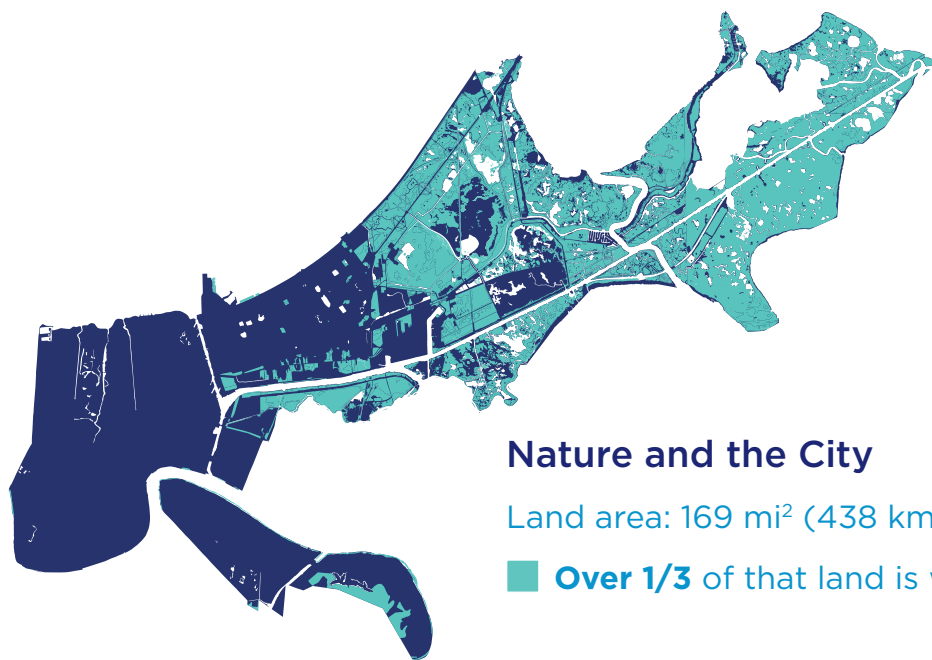 Nature and the City
Land area: 169 mi² (438 km
Over 1/3 of that land is